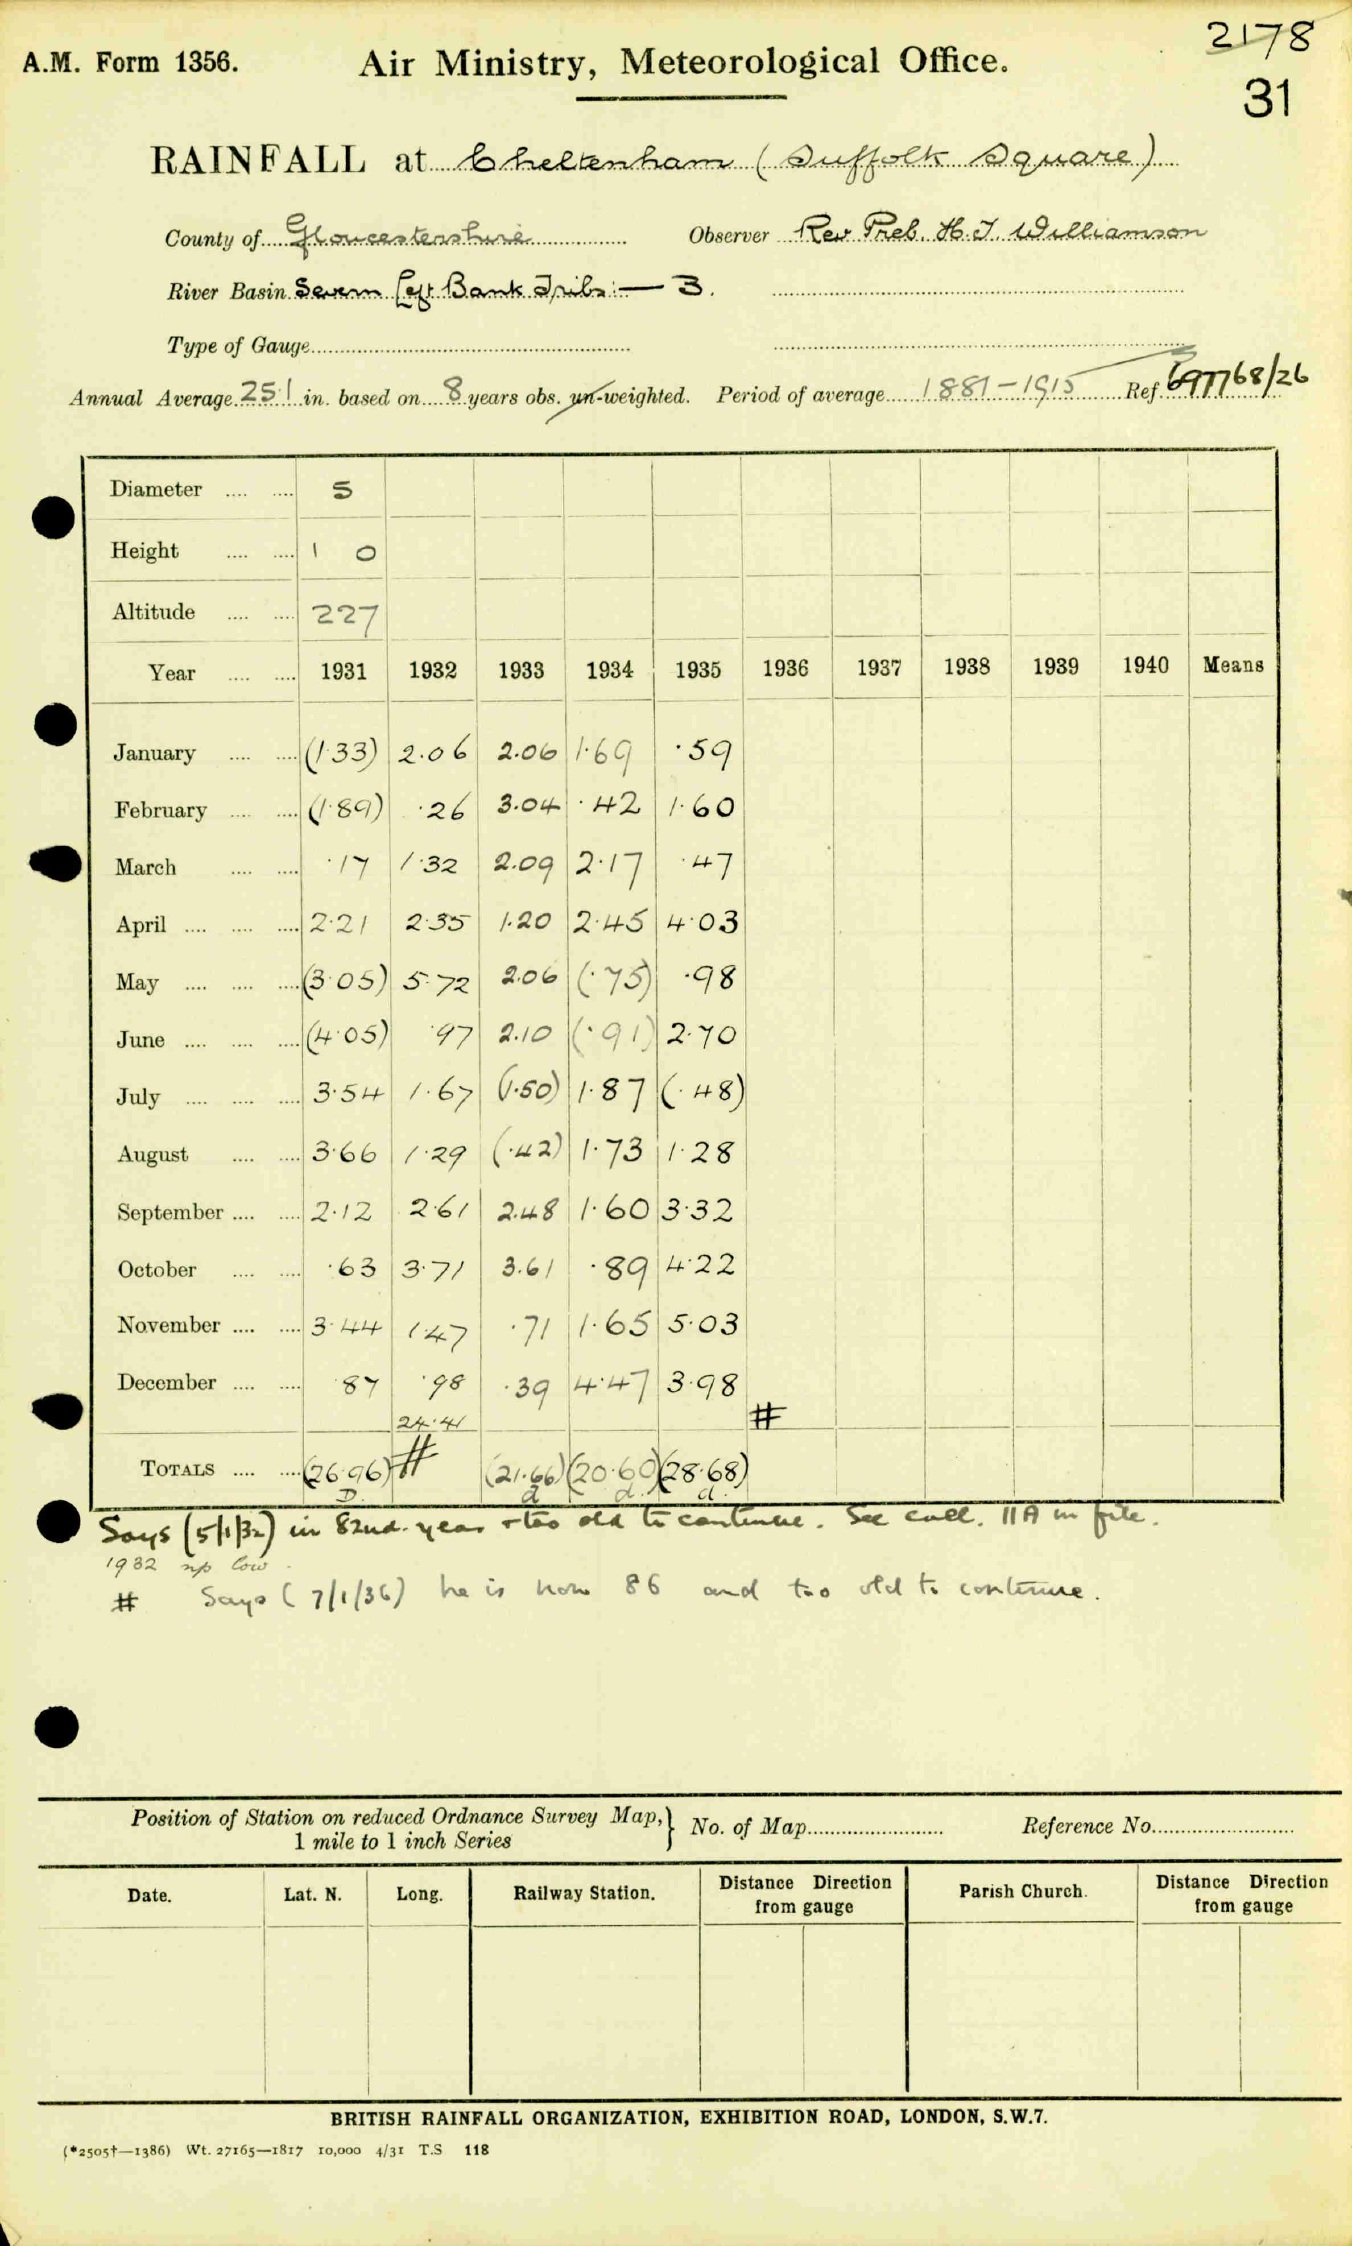 2178
A.M. Form 1356. Air Ministry, Meteorological Office.
31
RAINFALL at Cheltenham (Suffolk Square)
County of Gloucestershire Observer Rev Preb. H. J. Williamson
River Basin Severn Left Bank Tribs:— 3.
Type of Gauge
Annual Average 25.1 in. based on 8 years obs. un-weighted. Period of average 1881-1915 Ref. 68/26
Diameter 5
Height 1 0
Altitude 227
Year 1931 1932 1933 1934 1935 1936 1937 1938 1939 1940 Means
January (1.33) 2.06 2.06 1.69 .59
February (1.89) .26 3.04 .42 1.60
March .17 1.32 2.09 2.17 .47
April 2.21 2.35 1.20 2.45 4.03
May (3.05) 5.72 2.06 (.75) .98
June (4.05) .97 2.10 (.91) 2.70
July 3.54 1.67 (1.50) 1.87 (.48)
August 3.66 1.29 (.42) 1.73 1.28
September 2.12 2.61 2.48 1.60 3.32
October .63 3.71 3.61 .89 4.22
November 3.44 1.47 .71 1.65 5.03
December .87 .98 .39 4.47 3.98
24.41 #
TOTALS (26.96) # (21.66) (20.60) (28.68)
D. d d. d.
Says (5/1/32) in 82nd. year & too old to continue. See corr. 11A in file.
1932 np low
# Says (7/1/36) he is now 86 and too old to continue.
Position of Station on reduced Ordnance Survey Map,} No. of Map Reference No.
1 mile to 1 inch Series
Date. Lat. N. Long. Railway Station. Distance Direction from gauge Parish Church. Distance Direction from gauge
BRITISH RAINFALL ORGANIZATION, EXHIBITION ROAD, LONDON, S.W.7.
(*2505†—1386) Wt. 27165—1817 10,000 4/31 T.S 118